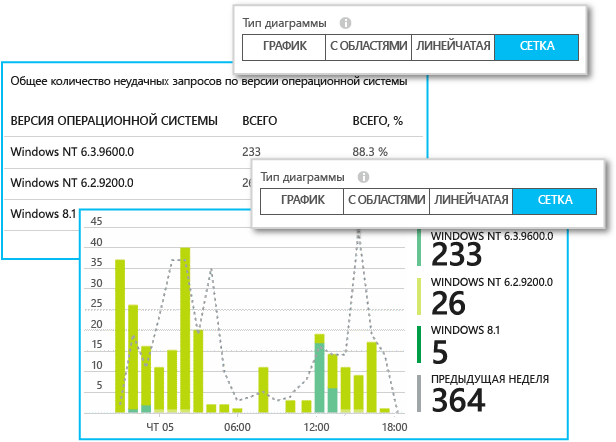 Тип диаграммы
ГРАФИК С ОБЛАСТЯМИ ЛИНЕЙЧАТАЯ СЕТКА
Общее количество неудачных запросов по версии операционной системы
ВЕРСИЯ ОПЕРАЦИОННОЙ СИСТЕМЫ ВСЕГО ВСЕГО, %
Windows NT 6.3.9600.0 233 88.3 %
Windows NT 6.2.9200.0
Windows 8.1
Тип диаграммы
ГРАФИК С ОБЛАСТЯМИ ЛИНЕЙЧАТАЯ СЕТКА
45
40
35
30
25
20
15
10
5
ЧТ 05 06:00 12:00 18:00
WINDOWS NT 6.3.9600.0
233
WINDOWS NT 6.2.9200.0
26
WINDOWS 8.1
5
ПРЕДЫДУЩАЯ НЕДЕЛЯ
364